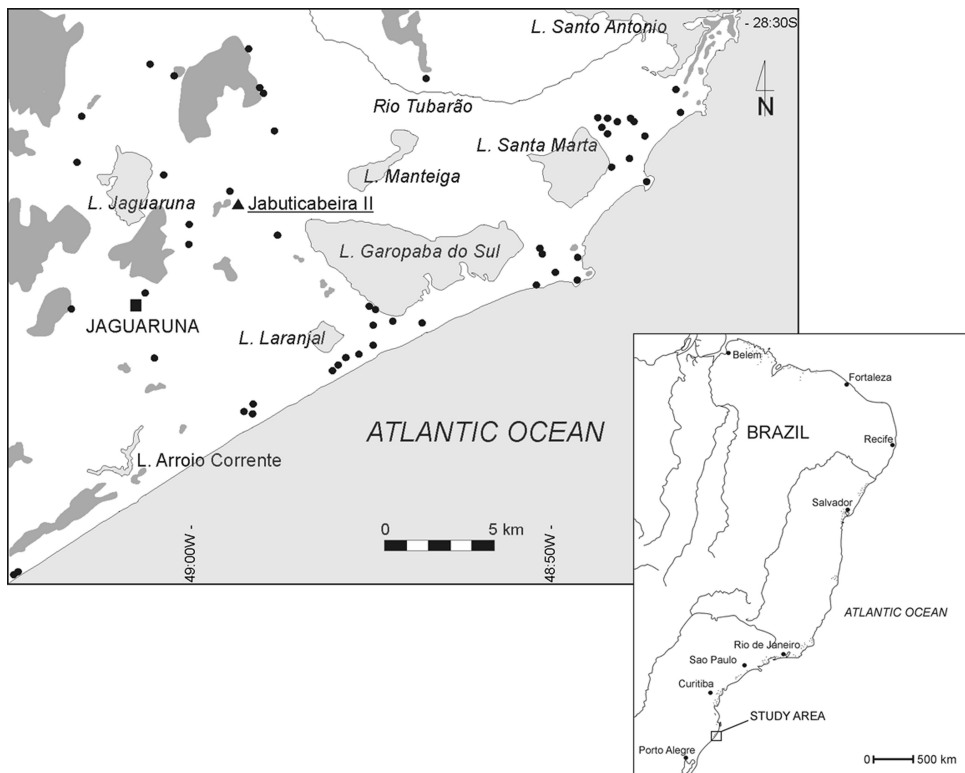 L. Santo Antonio
- 28:30S
N
Rio Tubarão
L. Santa Marta
L. Manteiga
L. Jaguaruna
Jabuticabeira II
L. Garopaba do Sul
JAGUARUNA
L. Laranjal
ATLANTIC OCEAN
L. Arroio Corrente
0 5 km
49:00W -
48:50W -
Belem
Fortaleza
BRAZIL
Recife
Salvador
ATLANTIC OCEAN
Rio de Janeiro
Sao Paulo
Curitiba
STUDY AREA
Porto Alegre
0 500 km